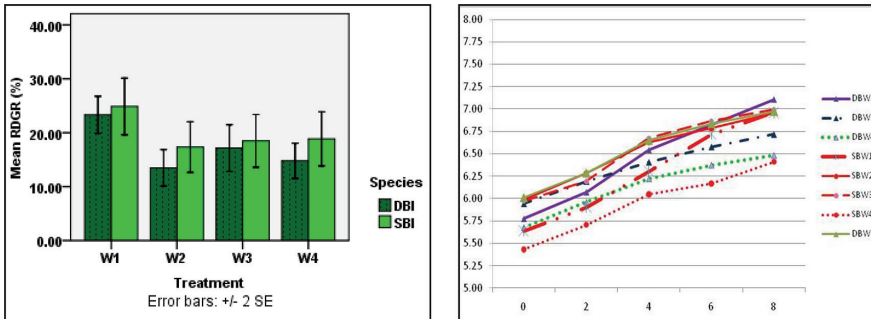 40.00
30.00
20.00
10.00
0.00
Mean RDGR (%)
W1 W2 W3 W4
Treatment
Error bars: +/- 2 SE
Species
DBI
SBI
8.00
7.75
7.50
7.25
7.00
6.75
6.50
6.25
6.00
5.75
5.50
5.25
5.00
0 2 4 6 8
DBW
DBW
DBW
SBW1
SBW2
SBW3
SBW4
DBW